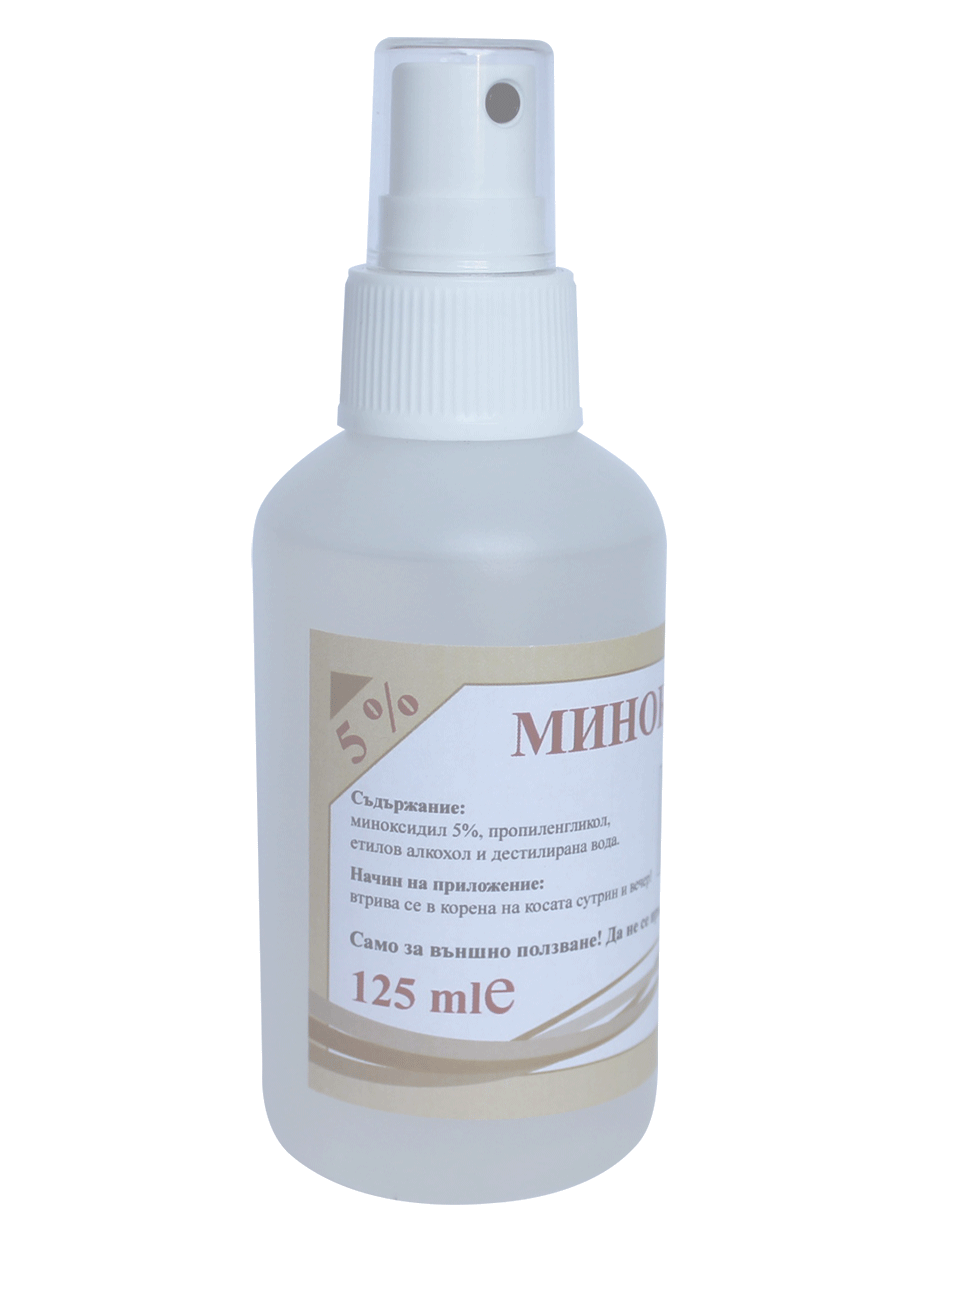 5 %
Съдържание:
миноксидил 5%, пропиленгликол,
етилов алкохол и дестилирана вода.
Начин на приложение:
втрива се в корена на косата сутрин и вечер!
Само за външно ползване! Да не се
125 ml e